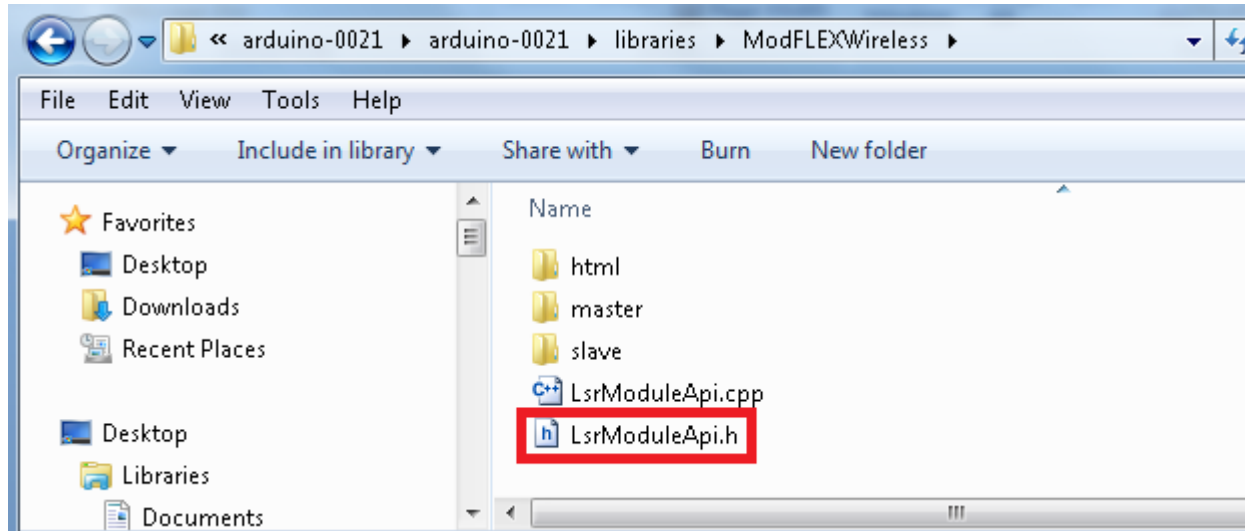 « arduino-0021 ▸ arduino-0021 ▸ libraries ▸ ModFLEXWireless ▸
File Edit View Tools Help
Organize ▾ Include in library ▾ Share with ▾ Burn New folder
Favorites
Desktop
Downloads
Recent Places
Desktop
Libraries
Documents
Name
html
master
slave
C++ LsrModuleApi.cpp
h LsrModuleApi.h